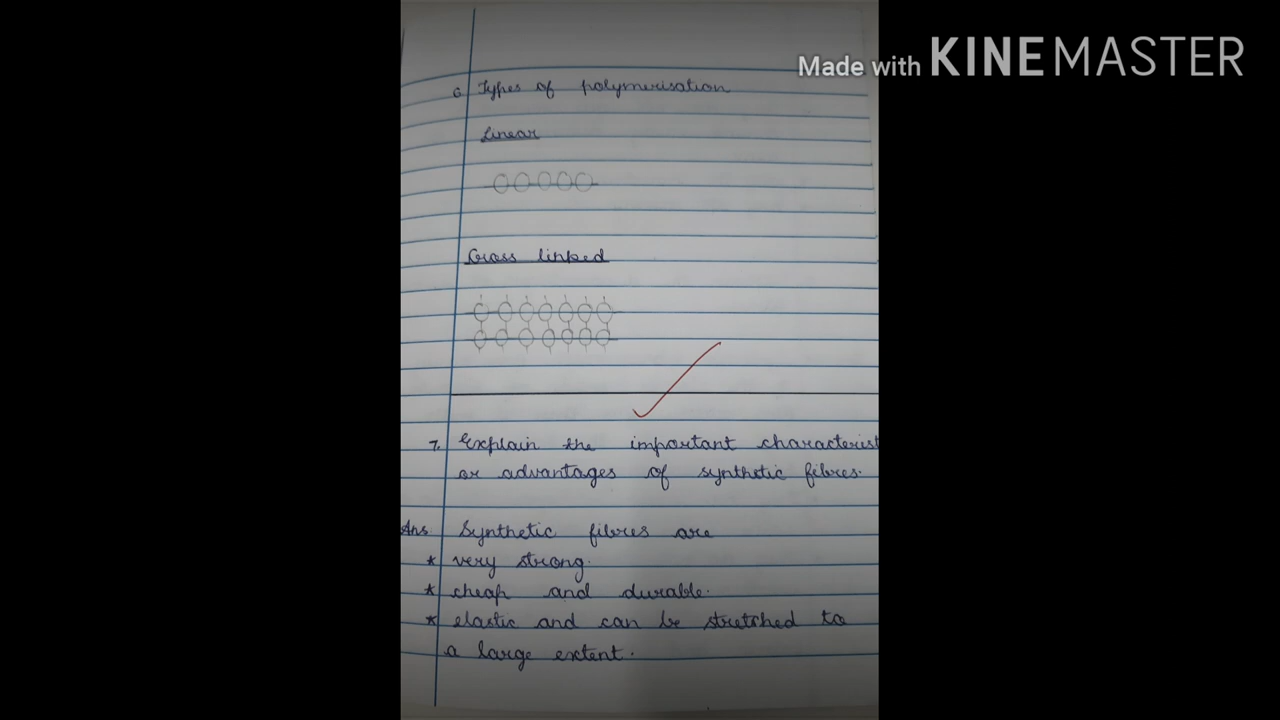 Made with KINEMASTER
6. Types of polymerisation
Linear
Cross linked
7. Explain the important characterist
or advantages of synthetic fibres.
Ans. Synthetic fibres are
* very strong.
* cheap and durable.
* elastic and can be stretched to
a large extent.